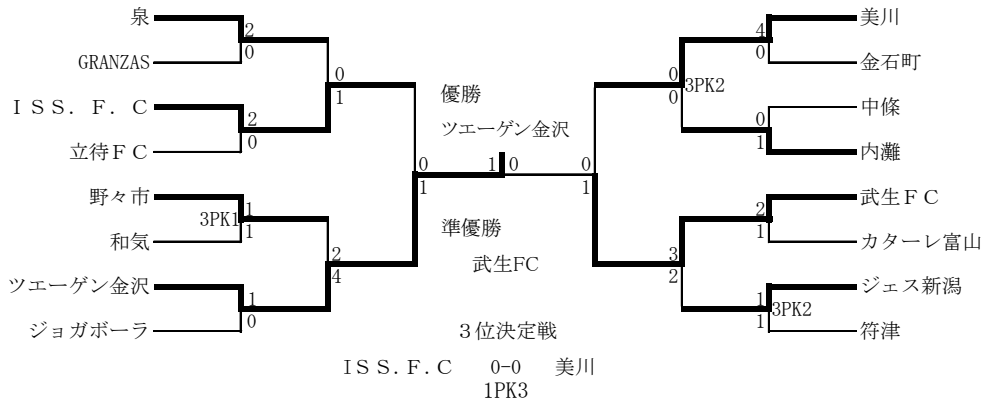 泉
2
美川
4
GRANZAS
0
0
金石町
0
0
3PK2
1
0
ＩＳＳ．Ｆ．Ｃ
2
中條
0
立待ＦＣ
0
内灘
1
優勝
ツエーゲン金沢
0
1
0
0
1
1
野々市
1
武生ＦＣ
2
3PK1
和気
1
カターレ富山
1
準優勝
武生FC
2
4
3
2
ツエーゲン金沢
1
ジェス新潟
1
3PK2
ジョガボーラ
0
符津
1
３位決定戦
ＩＳＳ.Ｆ.Ｃ 0-0 美川
1PK3